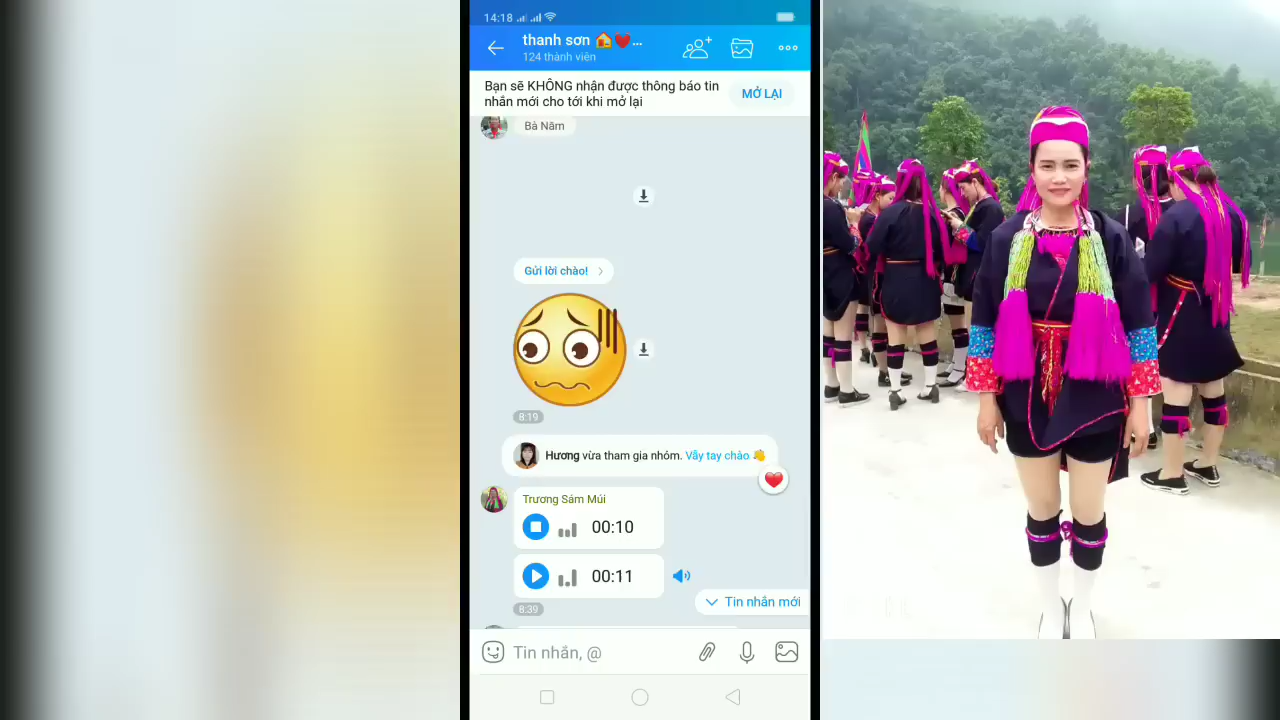 14:18
thanh sơn 🏠❤️...
124 thành viên
Bạn sẽ KHÔNG nhận được thông báo tin
nhắn mới cho tới khi mở lại
MỞ LẠI
Bà Năm
Gửi lời chào!
8:19
Hương vừa tham gia nhóm. Vẫy tay chào 👋
Trương Sám Múi
00:10
00:11
8:39
Tin nhắn mới
Tin nhắn, @